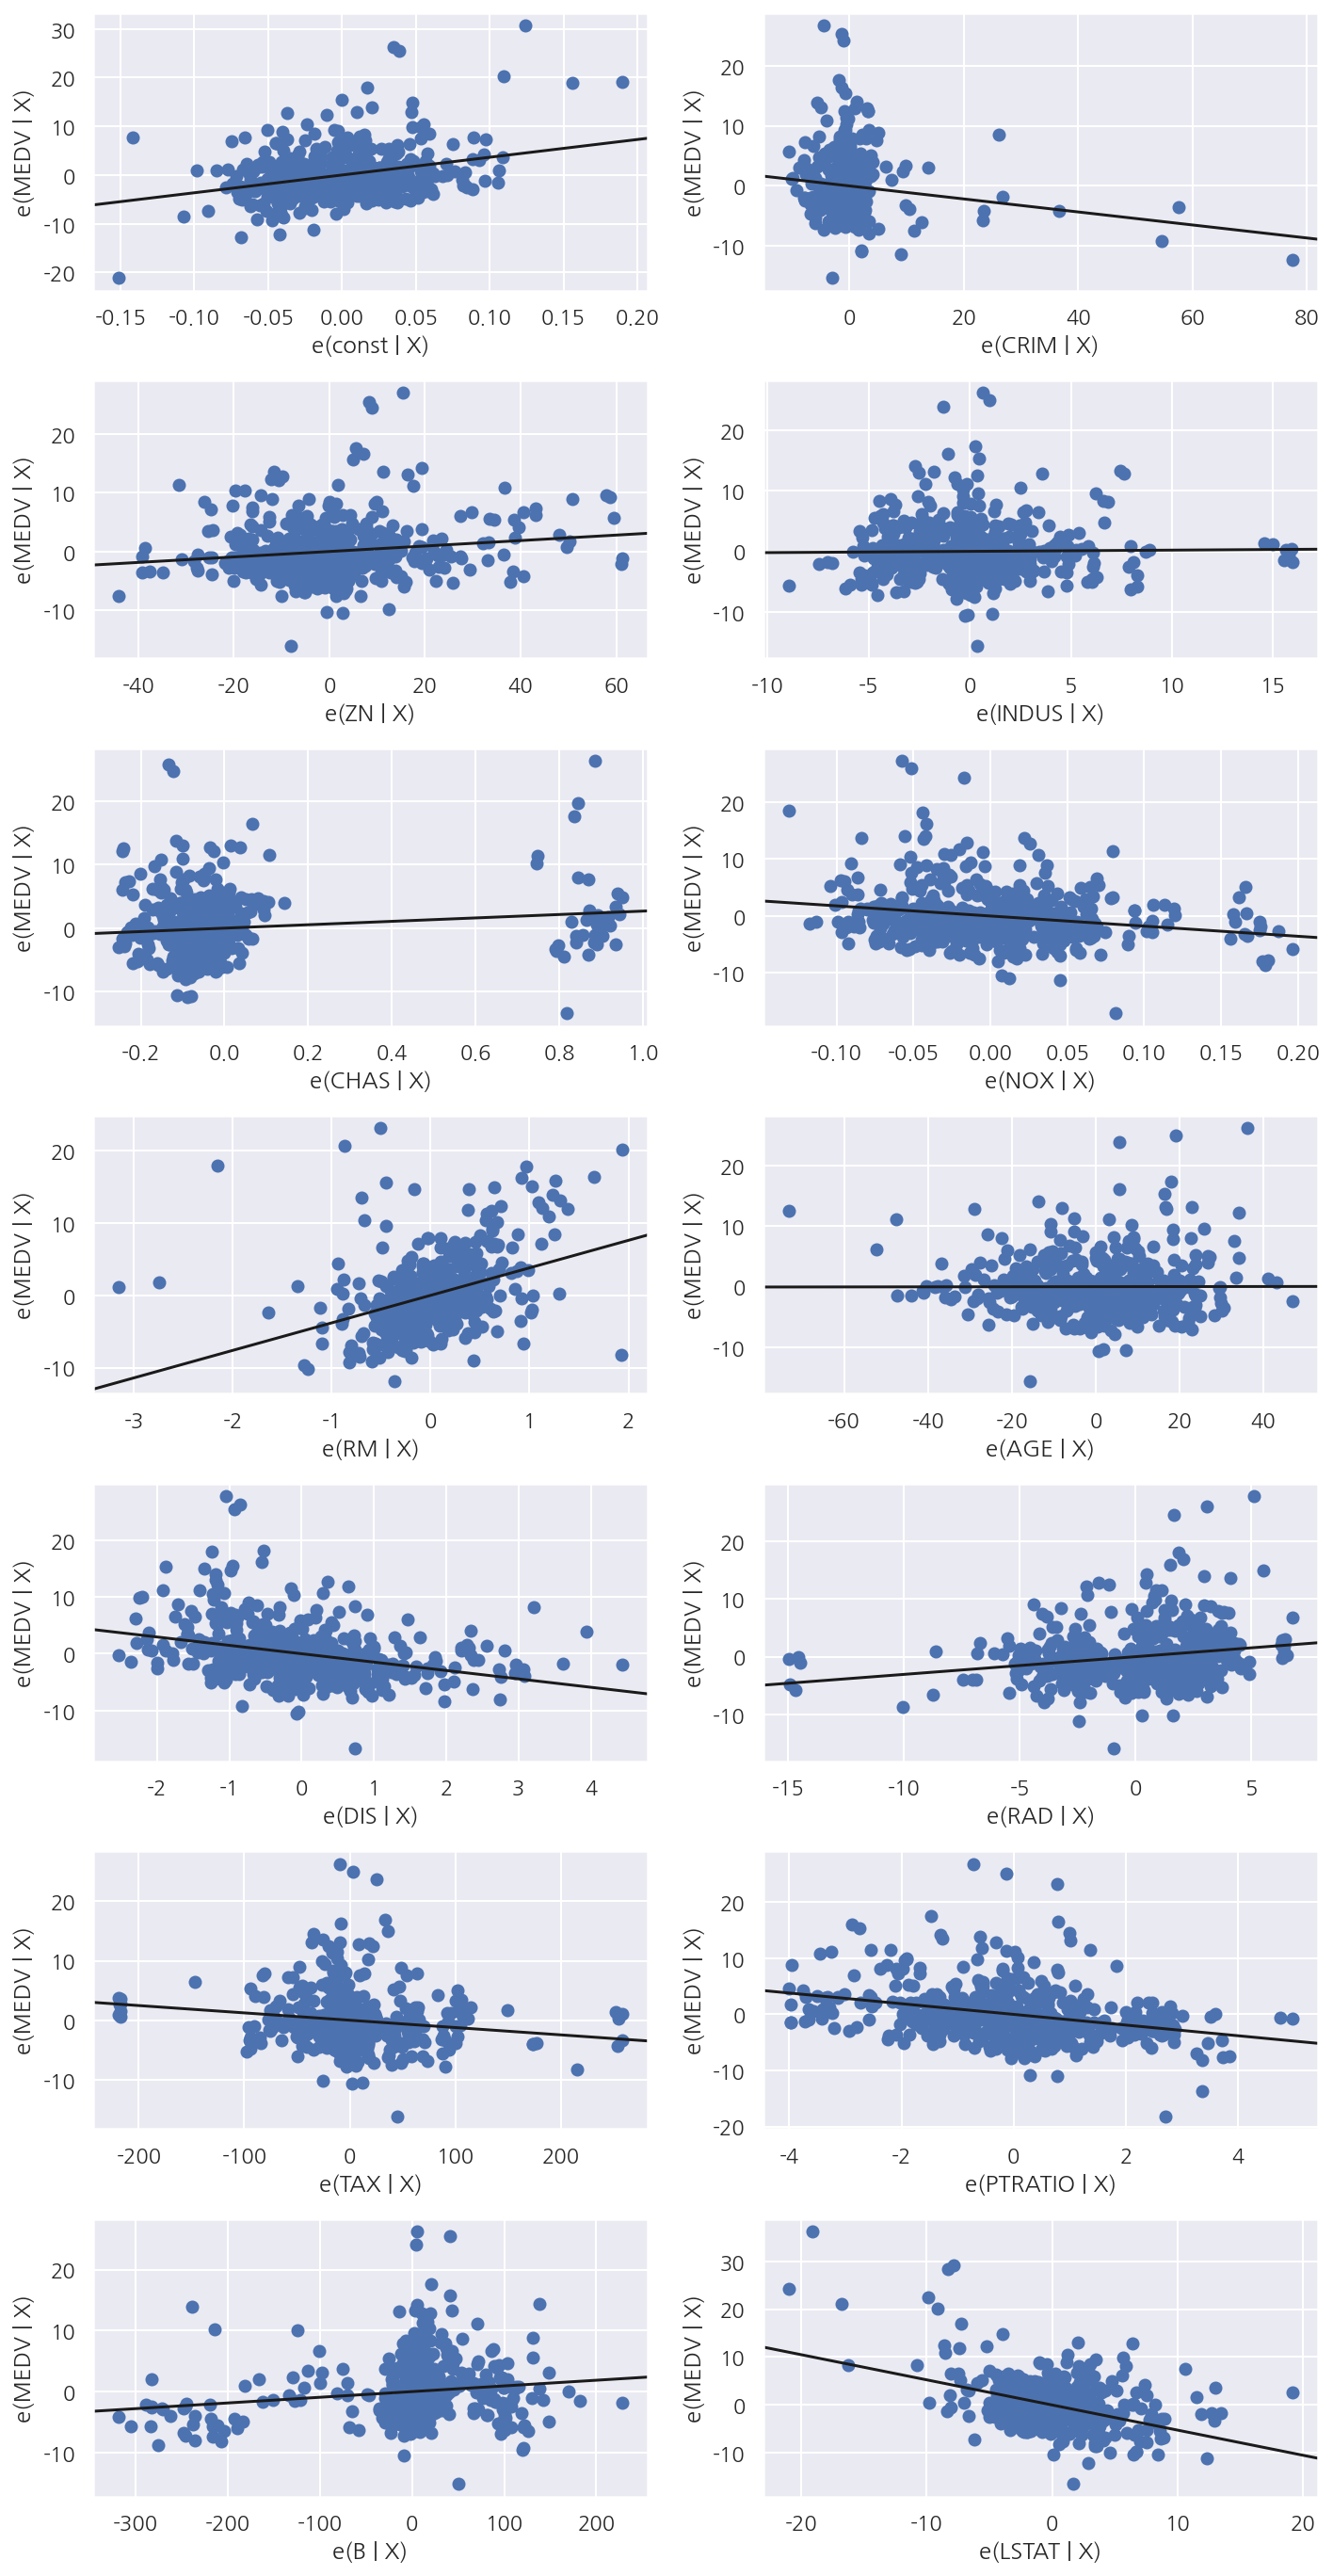 30
20
10
0
-10
-20
e(MEDV | X)
-0.15 -0.10 -0.05 0.00 0.05 0.10 0.15 0.20
e(const | X)
20
10
0
-10
e(MEDV | X)
0 20 40 60 80
e(CRIM | X)
20
10
0
-10
e(MEDV | X)
-40 -20 0 20 40 60
e(ZN | X)
20
10
0
-10
e(MEDV | X)
-10 -5 0 5 10 15
e(INDUS | X)
20
10
0
-10
e(MEDV | X)
-0.2 0.0 0.2 0.4 0.6 0.8 1.0
e(CHAS | X)
20
10
0
-10
e(MEDV | X)
-0.10 -0.05 0.00 0.05 0.10 0.15 0.20
e(NOX | X)
20
10
0
-10
e(MEDV | X)
-3 -2 -1 0 1 2
e(RM | X)
20
10
0
-10
e(MEDV | X)
-60 -40 -20 0 20 40
e(AGE | X)
20
10
0
-10
e(MEDV | X)
-2 -1 0 1 2 3 4
e(DIS | X)
20
10
0
-10
e(MEDV | X)
-15 -10 -5 0 5
e(RAD | X)
20
10
0
-10
e(MEDV | X)
-200 -100 0 100 200
e(TAX | X)
20
10
0
-10
-20
e(MEDV | X)
-4 -2 0 2 4
e(PTRATIO | X)
20
10
0
-10
e(MEDV | X)
-300 -200 -100 0 100 200
e(B | X)
30
20
10
0
-10
e(MEDV | X)
-20 -10 0 10 20
e(LSTAT | X)